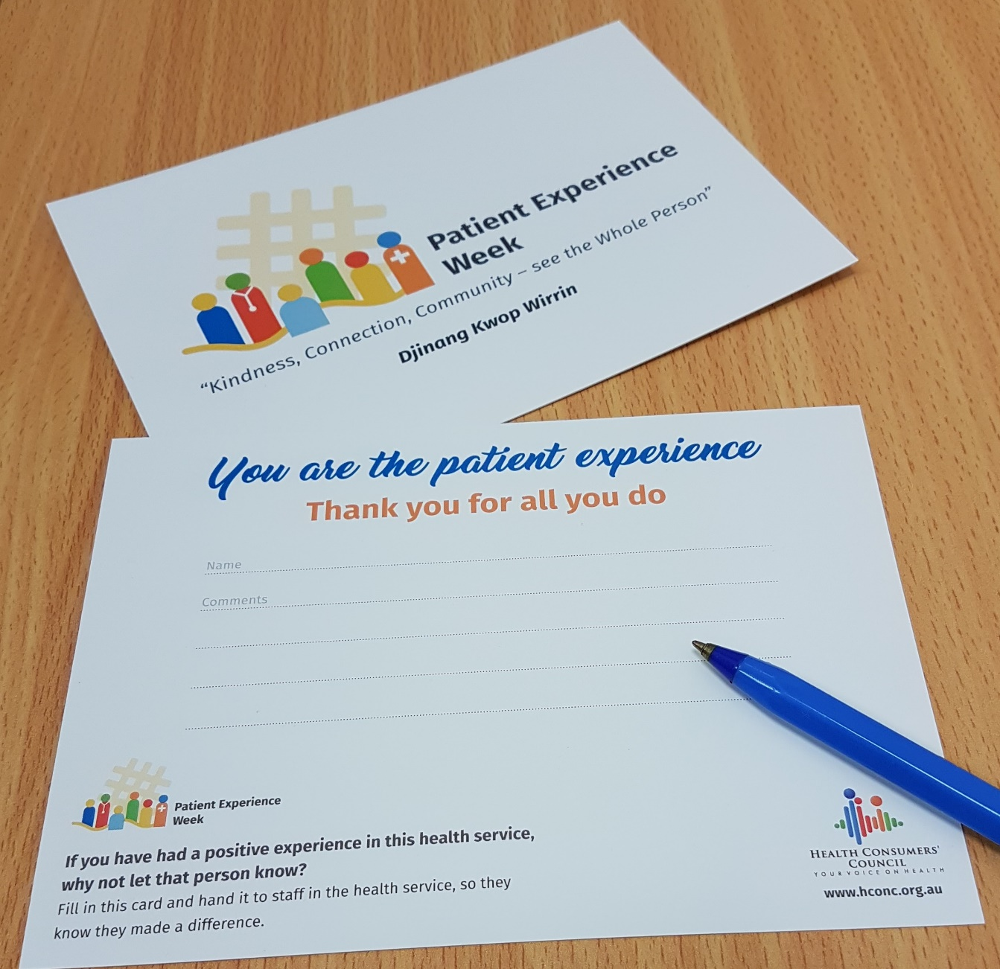 Patient Experience
Week
“Kindness, Connection, Community – see the Whole Person”
Djinang Kwop Wirrin
You are the patient experience
Thank you for all you do
Name
Comments
Patient Experience
Week
If you have had a positive experience in this health service,
why not let that person know?
Fill in this card and hand it to staff in the health service, so they
know they made a difference.
HEALTH CONSUMERS'
COUNCIL
YOUR VOICE ON HEALTH
www.hconc.org.au